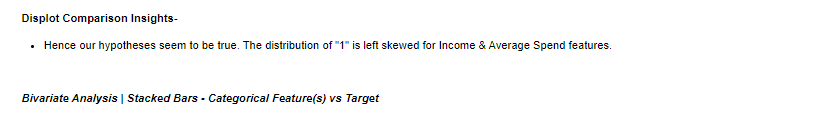 Displot Comparison Insights-
• Hence our hypotheses seem to be true. The distribution of "1" is left skewed for Income & Average Spend features.
Bivariate Analysis | Stacked Bars - Categorical Feature(s) vs Target